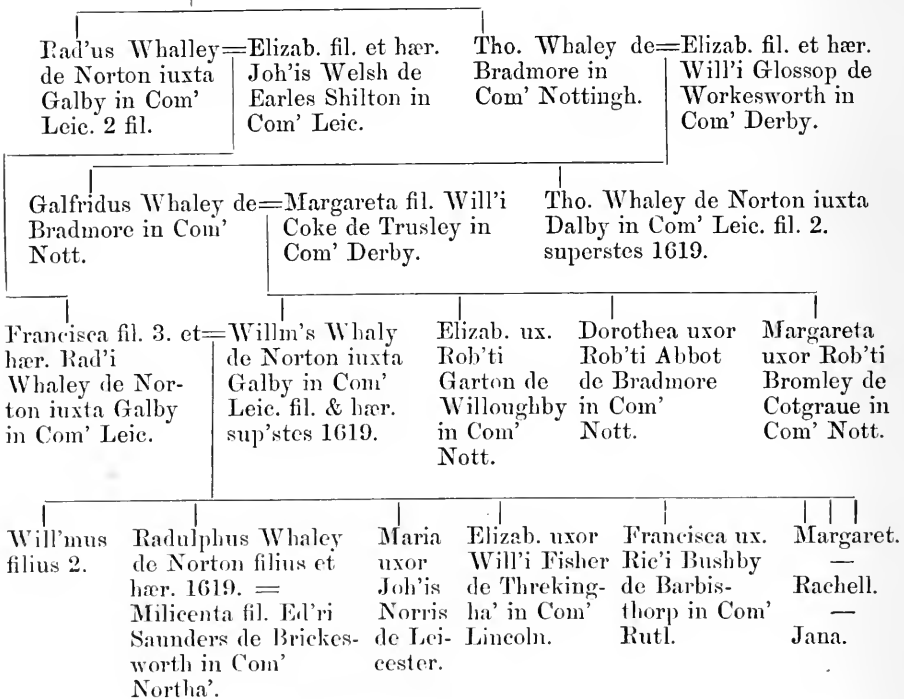 Rad'us Whalley=
de Norton iuxta
Galby in Com'
Leic. 2 fil.
Elizab. fil. et hær.
Joh'is Welsh de
Earles Shilton in
Com' Leic.
Tho. Whaley de=
Bradmore in
Com' Nottingh.
Elizab. fil. et hær.
Will'i Glossop de
Workesworth in
Com' Derby.
Galfridus Whaley de=
Bradmore in Com'
Nott.
Margareta fil. Will'i
Coke de Trusley in
Com' Derby.
Tho. Whaley de Norton iuxta
Dalby in Com' Leic. fil. 2.
superstes 1619.
Francisca fil. 3. et=
hær. Rad'i
Whaley de Nor-
ton iuxta Galby
in Com' Leic.
Willm's Whaly
de Norton iuxta
Galby in Com'
Leic. fil. & hær.
sup'stes 1619.
Elizab. ux.
Rob'ti
Garton de
Willoughby
in Com'
Nott.
Dorothea uxor
Rob'ti Abbot
de Bradmore
in Com'
Nott.
Margareta
uxor Rob'ti
Bromley de
Cotgraue in
Com' Nott.
Will'mus
filius 2.
Radulphus Whaley
de Norton filius et
hær. 1619. =
Milicenta fil. Ed'ri
Saunders de Brickes-
worth in Com'
Northa'.
Maria
uxor
Joh'is
Norris
de Lei-
cester.
Elizab. uxor
Will'i Fisher
de Threking-
ha' in Com'
Lincoln.
Francisca ux.
Ric'i Bushby
de Barbis-
thorp in Com'
Rutl.
Margaret.
—
Rachell.
—
Jana.